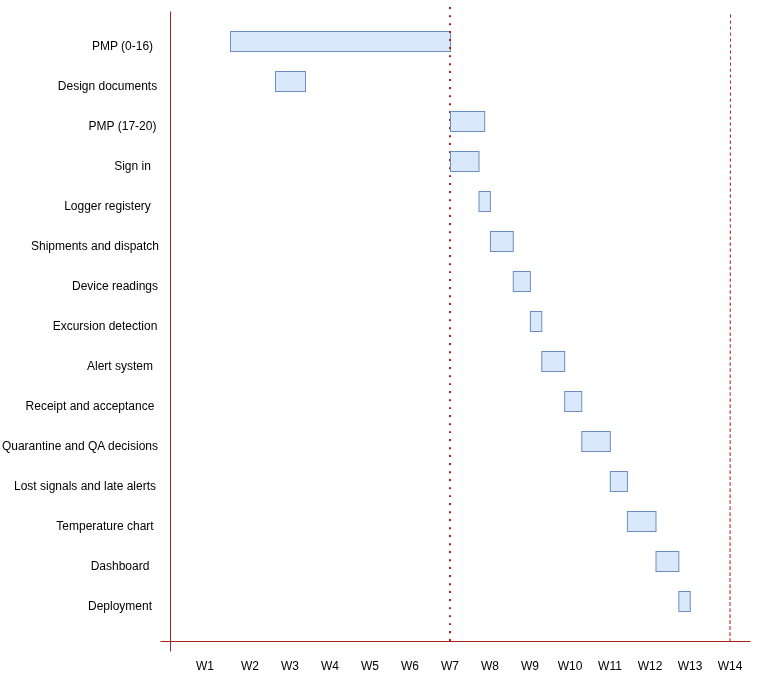 PMP (0-16)
Design documents
PMP (17-20)
Sign in
Logger registery
Shipments and dispatch
Device readings
Excursion detection
Alert system
Receipt and acceptance
Quarantine and QA decisions
Lost signals and late alerts
Temperature chart
Dashboard
Deployment
W1 W2 W3 W4 W5 W6 W7 W8 W9 W10 W11 W12 W13 W14